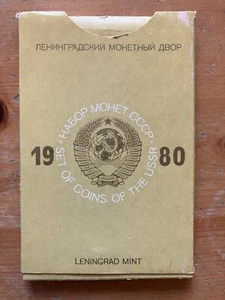 ЛЕНИНГРАДСКИЙ МОНЕТНЫЙ ДВОР
НАБОР МОНЕТ СССР
19 80
SET OF COINS OF THE USSR
LENINGRAD MINT